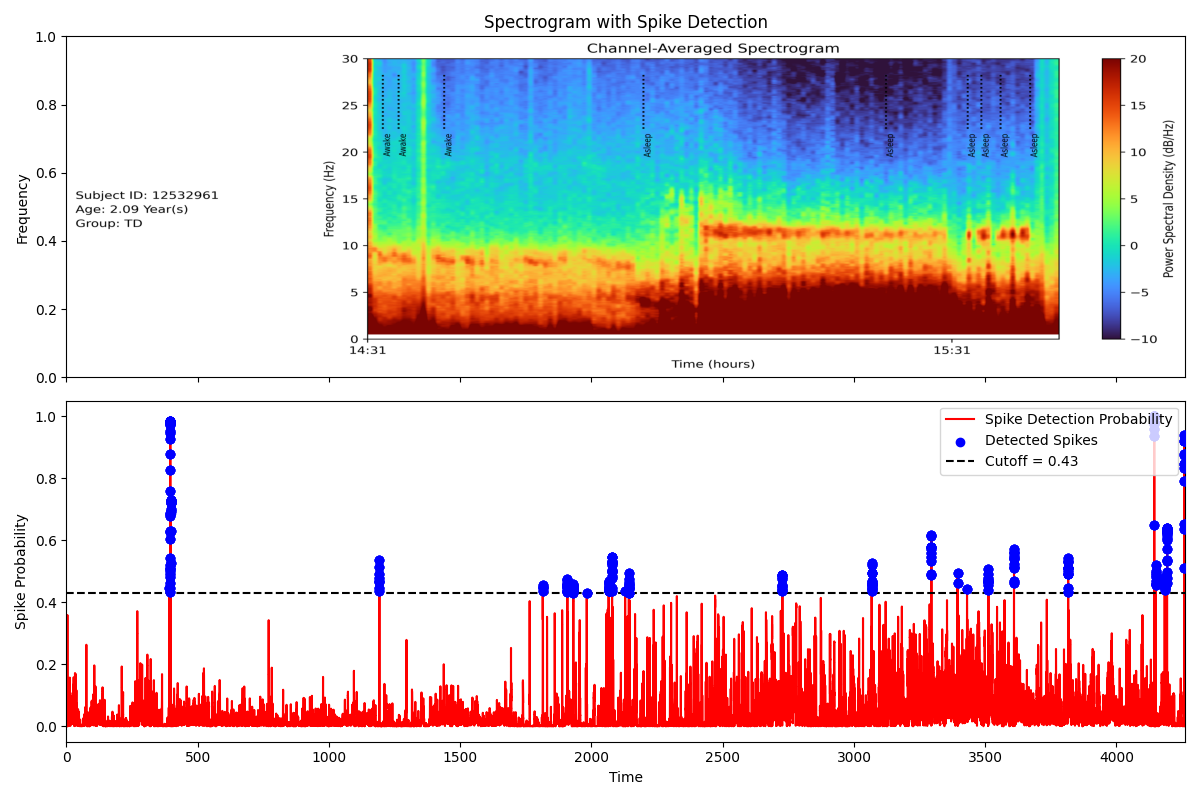 Spectrogram with Spike Detection
Channel-Averaged Spectrogram
1.0
0.8
0.6
0.4
0.2
0.0
Frequency
Subject ID: 12532961
Age: 2.09 Year(s)
Group: TD
30
25
20
15
10
5
0
Frequency (Hz)
Awake
Awake
Awake
Asleep
Asleep
Asleep
Asleep
Asleep
Asleep
14:31
15:31
Time (hours)
20
15
10
5
0
−5
−10
Power Spectral Density (dB/Hz)
1.0
0.8
0.6
0.4
0.2
0.0
Spike Probability
Spike Detection Probability
Detected Spikes
Cutoff = 0.43
0
500
1000
1500
2000
2500
3000
3500
4000
Time